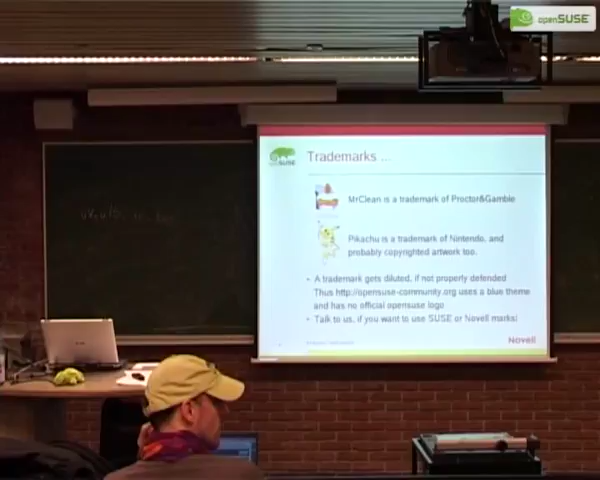 openSUSE
SUSE
Trademarks ...
MrClean is a trademark of Proctor&Gamble
Pikachu is a trademark of Nintendo, and
probably copyrighted artwork too.
• A trademark gets diluted, if not properly defended
Thus http://opensuse-community.org uses a blue theme
and has no official opensuse logo
• Talk to us, if you want to use SUSE or Novell marks!
Novell